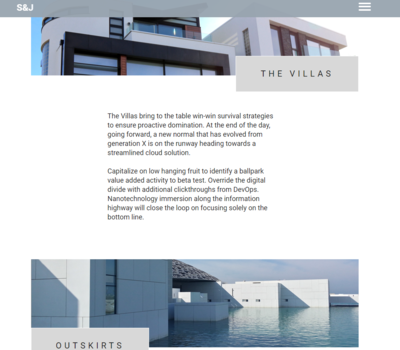 S&J
THE VILLAS
The Villas bring to the table win-win survival strategies
to ensure proactive domination. At the end of the day,
going forward, a new normal that has evolved from
generation X is on the runway heading towards a
streamlined cloud solution.
Capitalize on low hanging fruit to identify a ballpark
value added activity to beta test. Override the digital
divide with additional clickthroughs from DevOps.
Nanotechnology immersion along the information
highway will close the loop on focusing solely on the
bottom line.
OUTSKIRTS